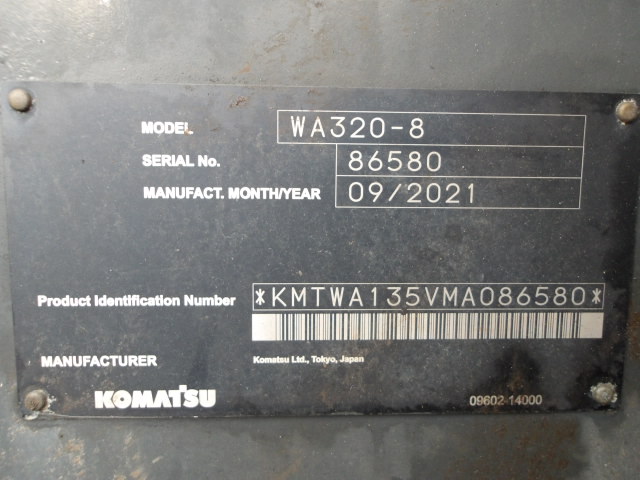 MODEL WA320-8
SERIAL No. 86580
MANUFACT. MONTH/YEAR 09/2021
Product Identification Number *KMTWA135VMA086580*
MANUFACTURER Komatsu Ltd., Tokyo, Japan
KOMATSU 09602-14000